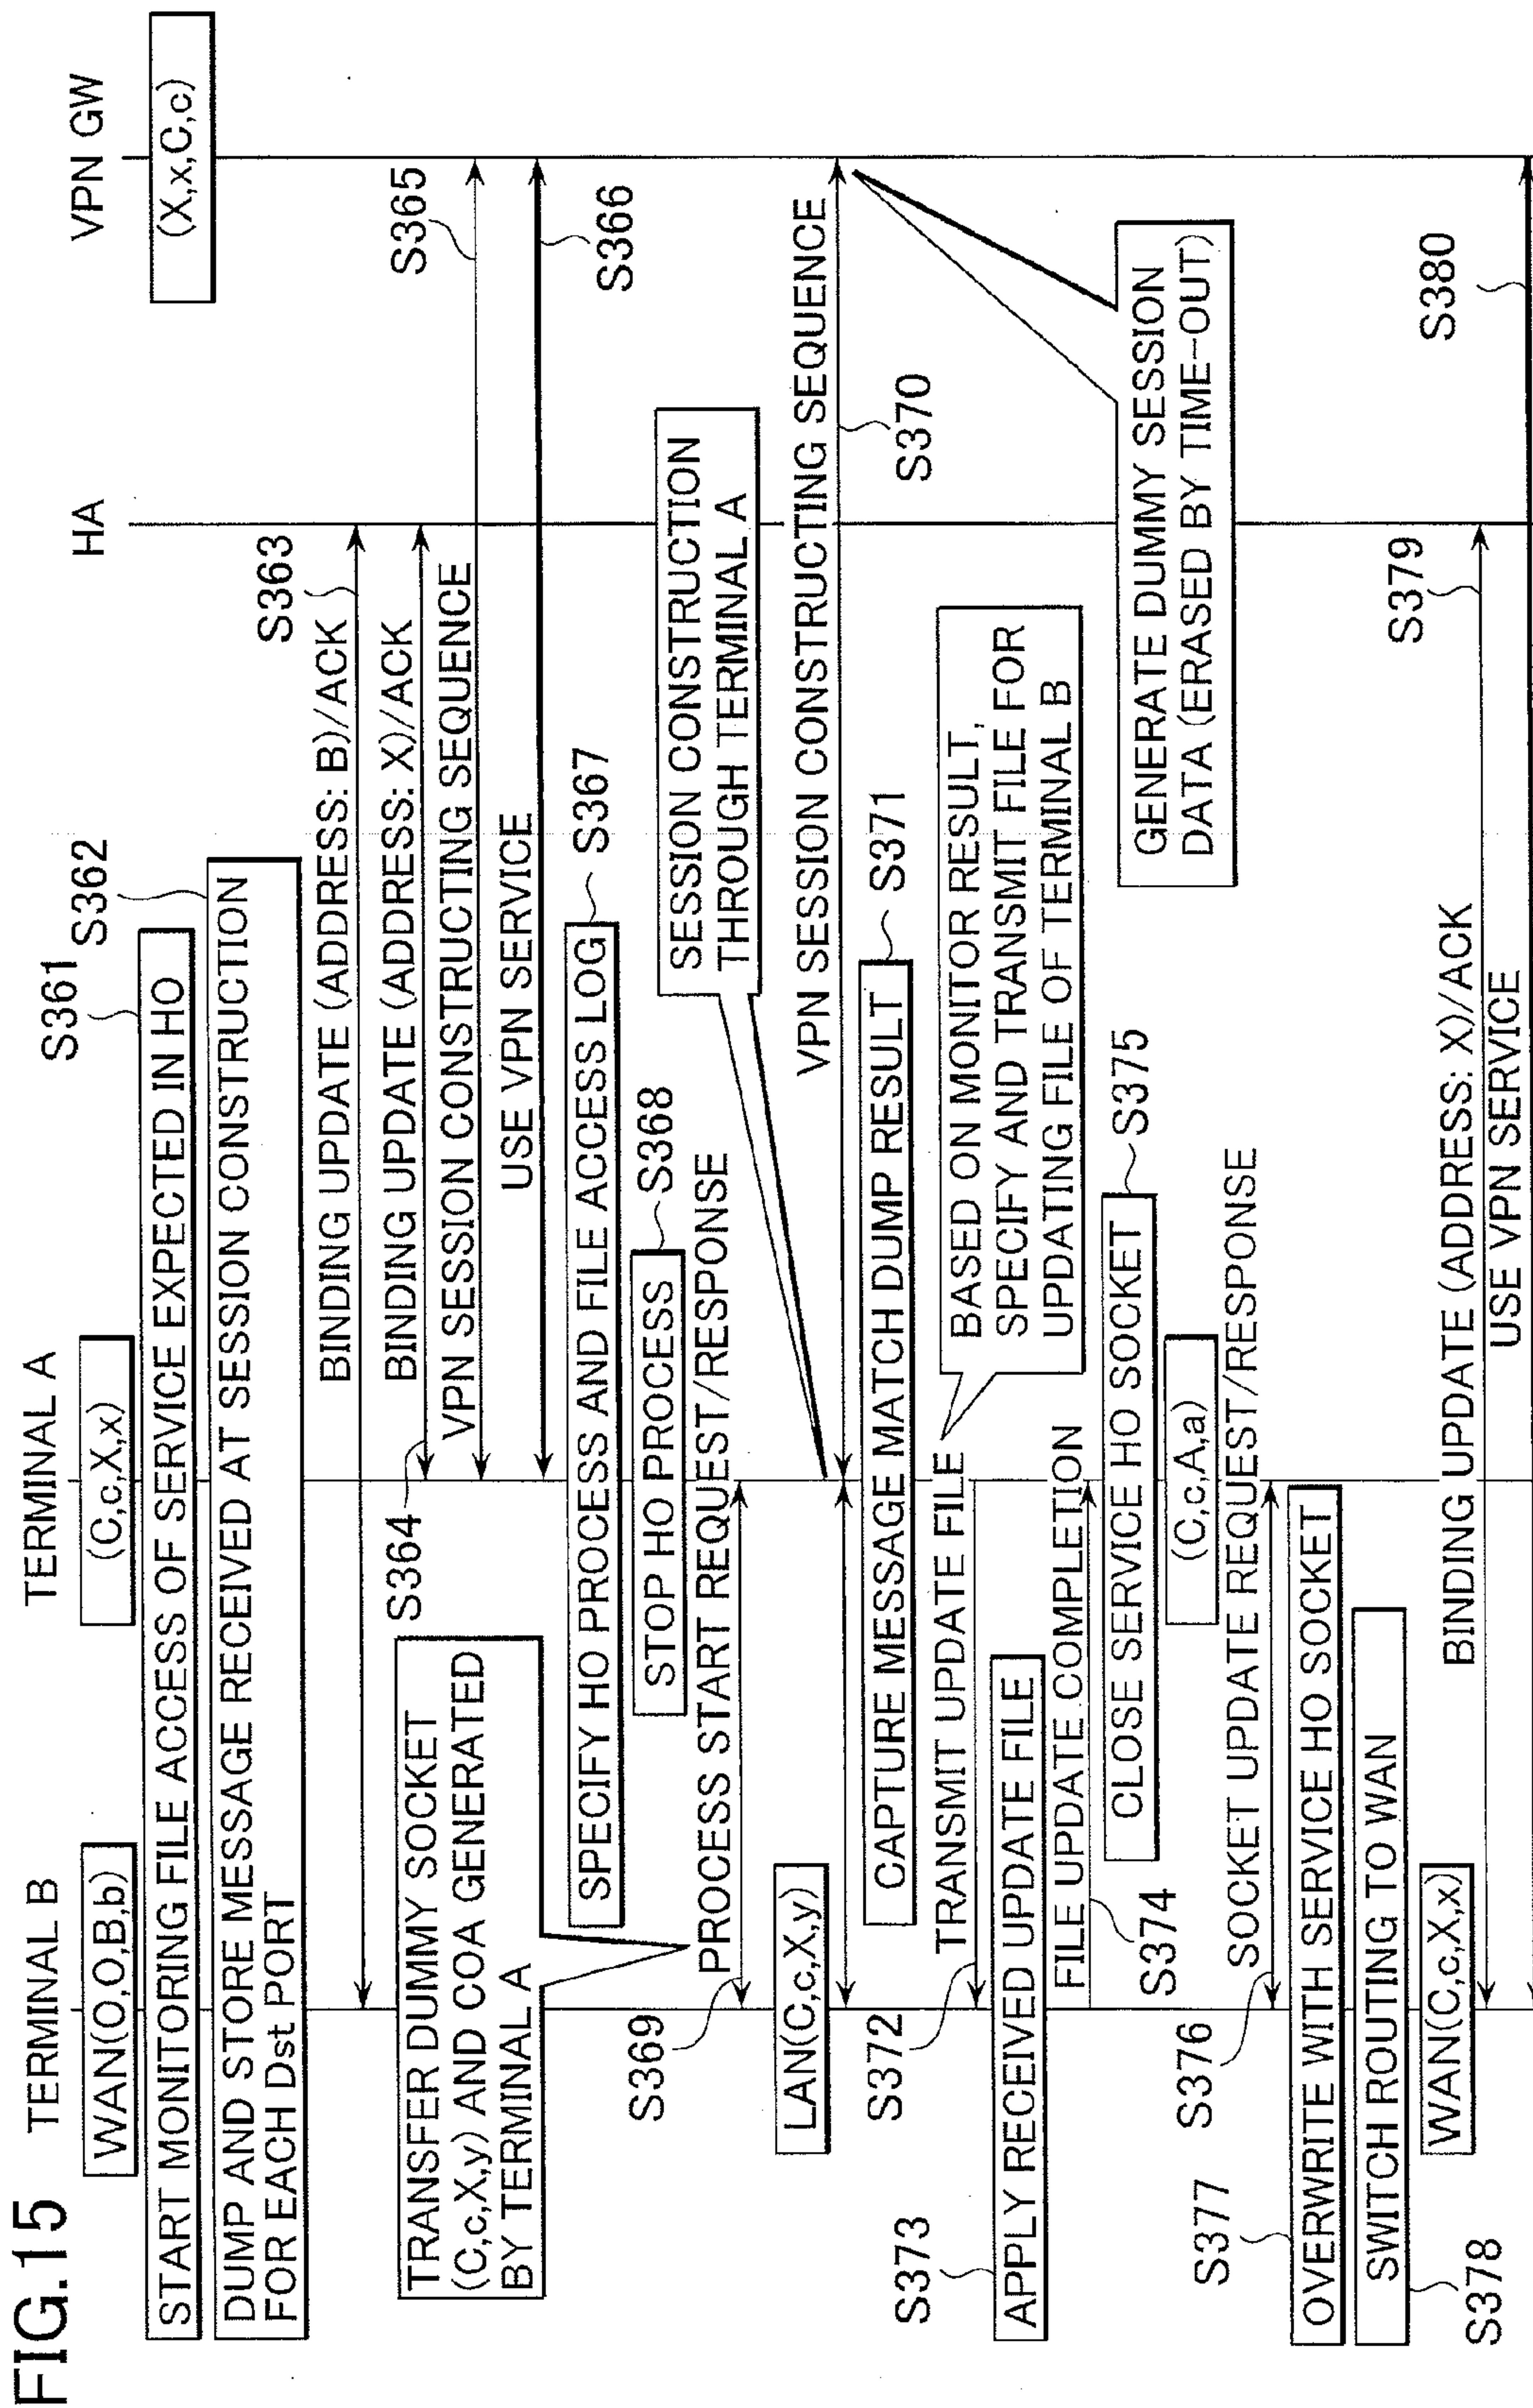 FIG.15
TERMINAL B
TERMINAL A
HA
VPN GW
WAN(O,O,B,b)
(C,c,X,x)
(X,x,C,c)
S361
START MONITORING FILE ACCESS OF SERVICE EXPECTED IN HO
S362
DUMP AND STORE MESSAGE RECEIVED AT SESSION CONSTRUCTION
FOR EACH Dst PORT
S363
BINDING UPDATE (ADDRESS: B)/ACK
BINDING UPDATE (ADDRESS: X)/ACK
S364
VPN SESSION CONSTRUCTING SEQUENCE
S365
USE VPN SERVICE
S366
TRANSFER DUMMY SOCKET
(C,c,X,y) AND COA GENERATED
BY TERMINAL A
SPECIFY HO PROCESS AND FILE ACCESS LOG
S367
STOP HO PROCESS
S368
SESSION CONSTRUCTION
THROUGH TERMINAL A
PROCESS START REQUEST/RESPONSE
S369
LAN(C,c,X,y)
VPN SESSION CONSTRUCTING SEQUENCE
S370
CAPTURE MESSAGE MATCH DUMP RESULT
S371
TRANSMIT UPDATE FILE
S372
BASED ON MONITOR RESULT,
SPECIFY AND TRANSMIT FILE FOR
UPDATING FILE OF TERMINAL B
GENERATE DUMMY SESSION
DATA (ERASED BY TIME-OUT)
S373
APPLY RECEIVED UPDATE FILE
FILE UPDATE COMPLETION
S374
CLOSE SERVICE HO SOCKET
S375
(C,c,A,a)
SOCKET UPDATE REQUEST/RESPONSE
S376
S377
OVERWRITE WITH SERVICE HO SOCKET
SWITCH ROUTING TO WAN
S378
WAN(C,c,X,x)
BINDING UPDATE (ADDRESS: X)/ACK
S379
USE VPN SERVICE
S380